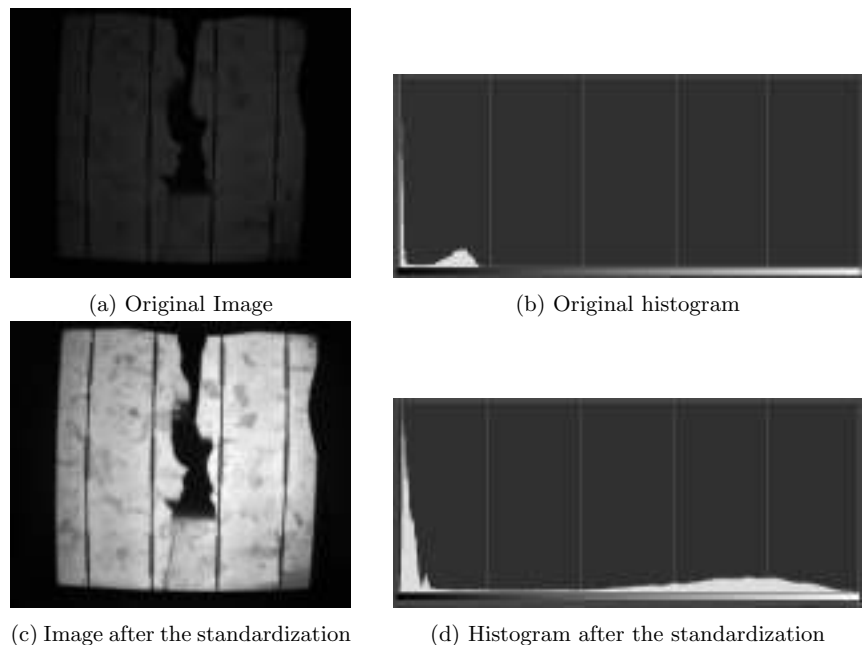 (a) Original Image
(b) Original histogram
(c) Image after the standardization
(d) Histogram after the standardization